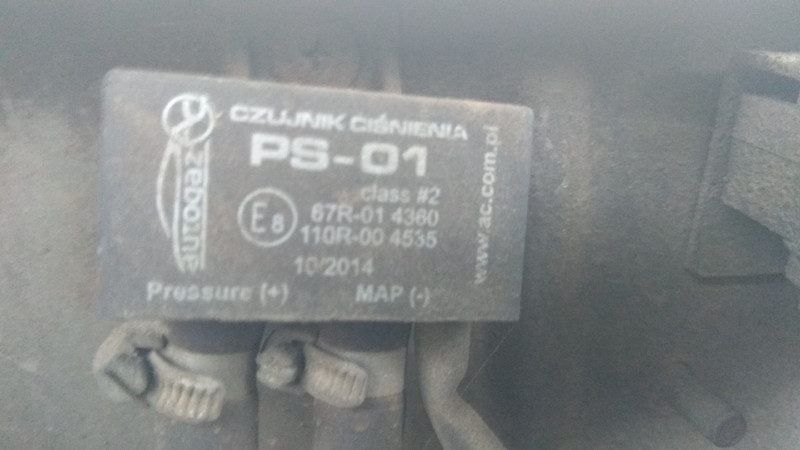 autogaz
CZUJNIK CIŚNIENIA
PS-01
class #2
E8
67R-01 4360
110R-00 4535
10/2014
Pressure (+)
MAP (-)
www.ac.com.pl